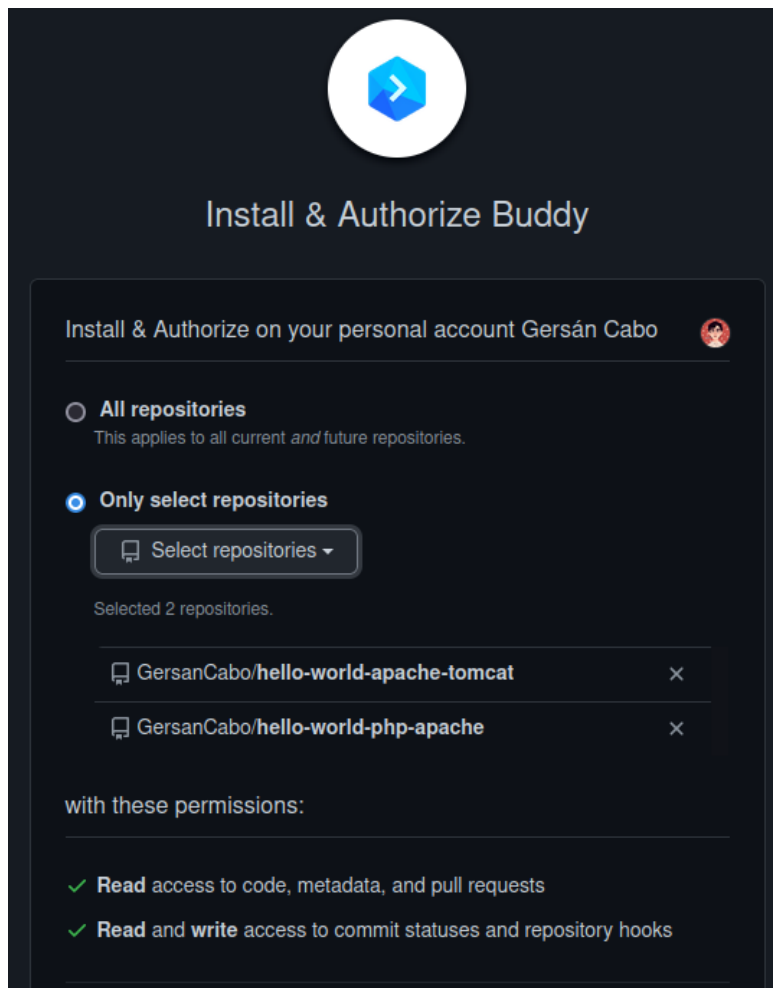 Install & Authorize Buddy
Install & Authorize on your personal account Gersán Cabo
All repositories
This applies to all current and future repositories.
Only select repositories
Select repositories
Selected 2 repositories.
GersanCabo/hello-world-apache-tomcat
GersanCabo/hello-world-php-apache
with these permissions:
Read access to code, metadata, and pull requests
Read and write access to commit statuses and repository hooks